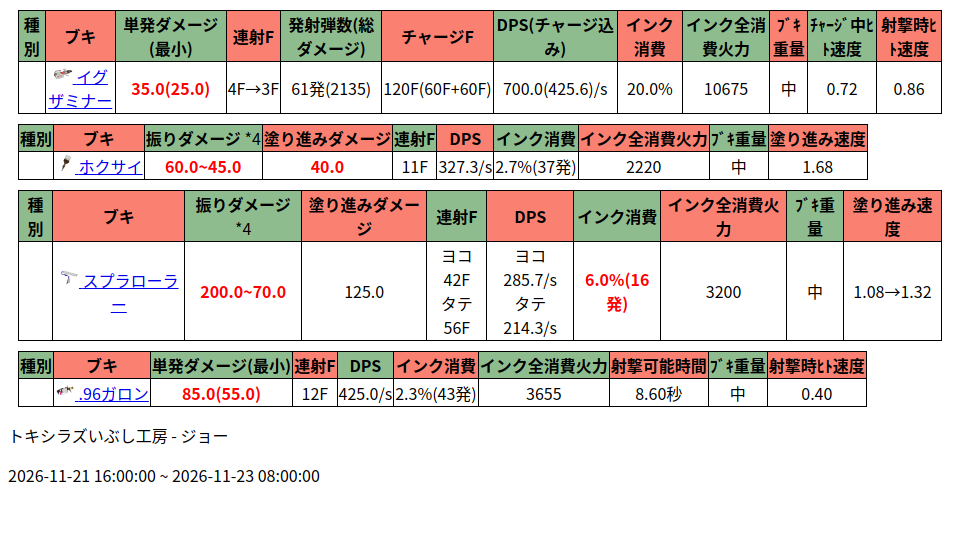 種別 ブキ 単発ダメージ(最小) 連射F 発射弾数(総ダメージ) チャージF DPS(チャージ込み) インク消費 インク全消費火力 ﾌﾞｷ重量 ﾁｬｰｼﾞ中ﾋﾄ速度 射撃時ﾋﾄ速度
イグザミナー 35.0(25.0) 4F→3F 61発(2135) 120F(60F+60F) 700.0(425.6)/s 20.0% 10675 中 0.72 0.86
種別 ブキ 振りダメージ *4 塗り進みダメージ 連射F DPS インク消費 インク全消費火力 ﾌﾞｷ重量 塗り進み速度
ホクサイ 60.0~45.0 40.0 11F 327.3/s 2.7%(37発) 2220 中 1.68
種別 ブキ 振りダメージ *4 塗り進みダメージ 連射F DPS インク消費 インク全消費火力 ﾌﾞｷ重量 塗り進み速度
スプラローラー 200.0~70.0 125.0 ヨコ 42F タテ 56F ヨコ 285.7/s タテ 214.3/s 6.0%(16発) 3200 中 1.08→1.32
種別 ブキ 単発ダメージ(最小) 連射F DPS インク消費 インク全消費火力 射撃可能時間 ﾌﾞｷ重量 射撃時ﾋﾄ速度
.96ガロン 85.0(55.0) 12F 425.0/s 2.3%(43発) 3655 8.60秒 中 0.40
トキシラズいぶし工房 - ジョー
2026-11-21 16:00:00 ~ 2026-11-23 08:00:00